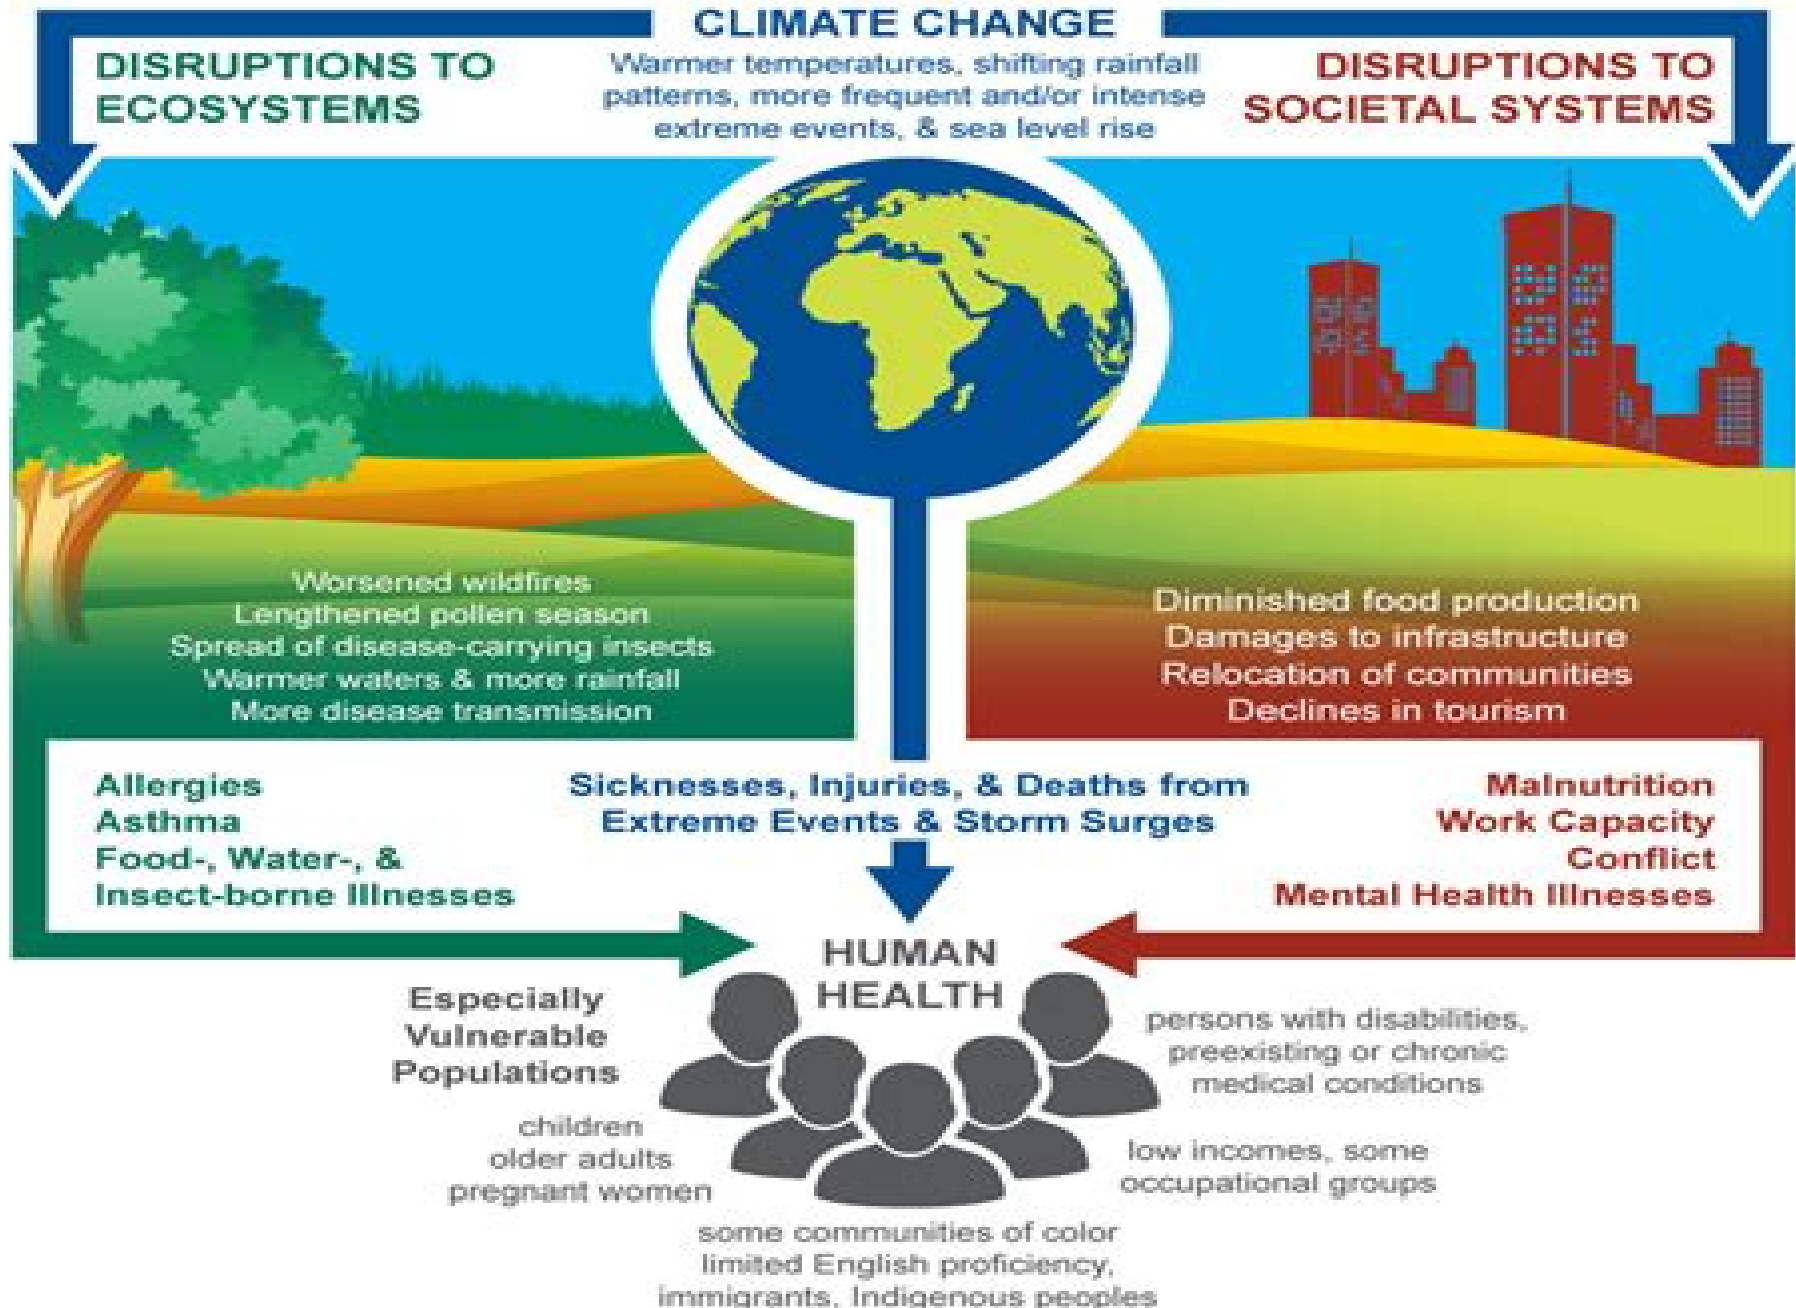 CLIMATE CHANGE
Warmer temperatures, shifting rainfall
patterns, more frequent and/or intense
extreme events, & sea level rise
DISRUPTIONS TO
ECOSYSTEMS
DISRUPTIONS TO
SOCIETAL SYSTEMS
Worsened wildfires
Lengthened pollen season
Spread of disease-carrying insects
Warmer waters & more rainfall
More disease transmission
Diminished food production
Damages to infrastructure
Relocation of communities
Declines in tourism
Allergies
Asthma
Food-, Water-, &
Insect-borne Illnesses
Sicknesses, Injuries, & Deaths from
Extreme Events & Storm Surges
Malnutrition
Work Capacity
Conflict
Mental Health Illnesses
HUMAN
HEALTH
Especially
Vulnerable
Populations
children
older adults
pregnant women
persons with disabilities,
preexisting or chronic
medical conditions
low incomes, some
occupational groups
some communities of color
limited English proficiency,
immigrants, Indigenous peoples